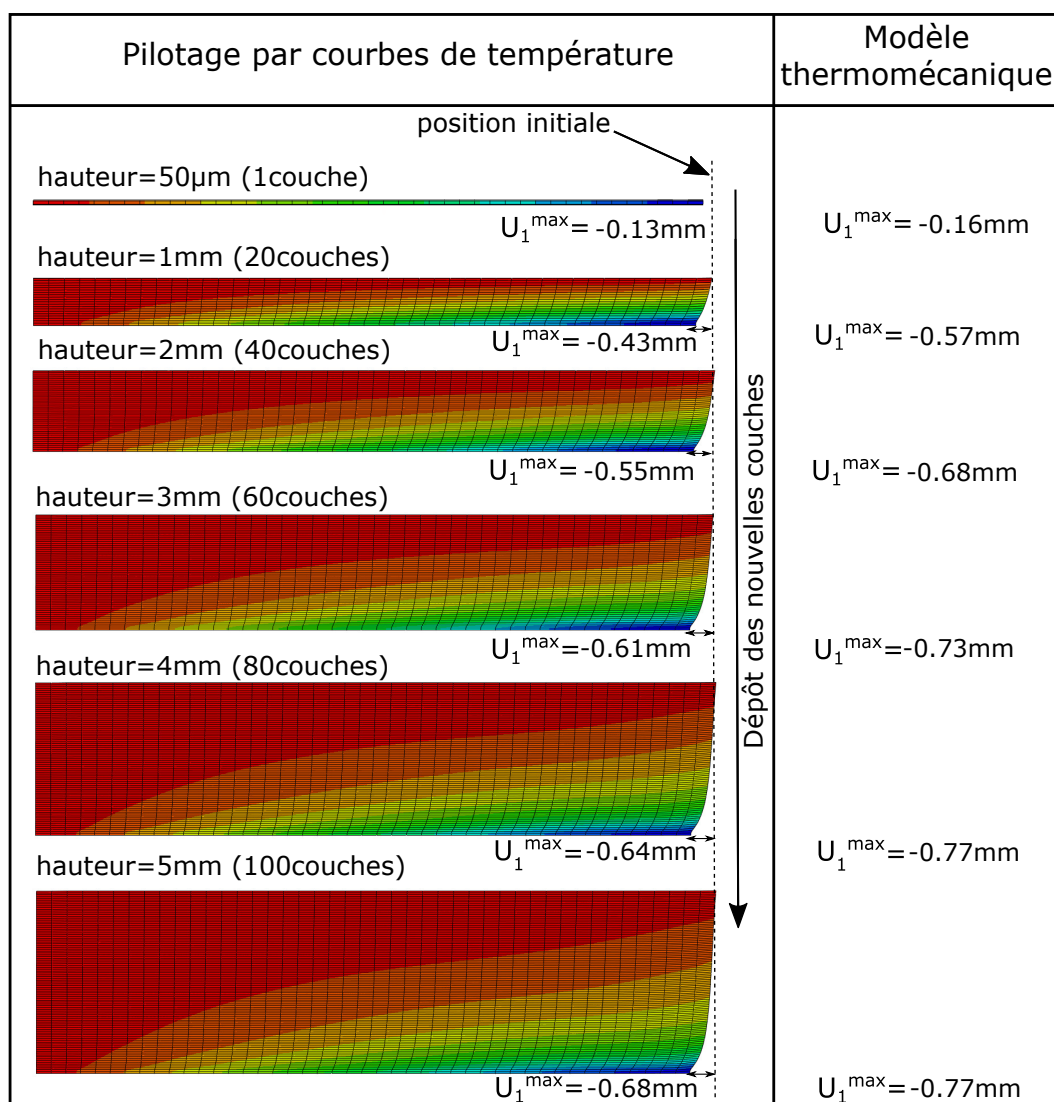 Pilotage par courbes de température
Modèle
thermomécanique
position initiale
hauteur=50µm (1couche)
U₁ᵐᵃˣ= -0.13mm
U₁ᵐᵃˣ= -0.16mm
hauteur=1mm (20couches)
U₁ᵐᵃˣ= -0.43mm
U₁ᵐᵃˣ= -0.57mm
hauteur=2mm (40couches)
U₁ᵐᵃˣ= -0.55mm
U₁ᵐᵃˣ= -0.68mm
hauteur=3mm (60couches)
U₁ᵐᵃˣ=-0.61mm
U₁ᵐᵃˣ=-0.73mm
hauteur=4mm (80couches)
U₁ᵐᵃˣ=-0.64mm
U₁ᵐᵃˣ=-0.77mm
hauteur=5mm (100couches)
U₁ᵐᵃˣ=-0.68mm
U₁ᵐᵃˣ=-0.77mm
Dépôt des nouvelles couches